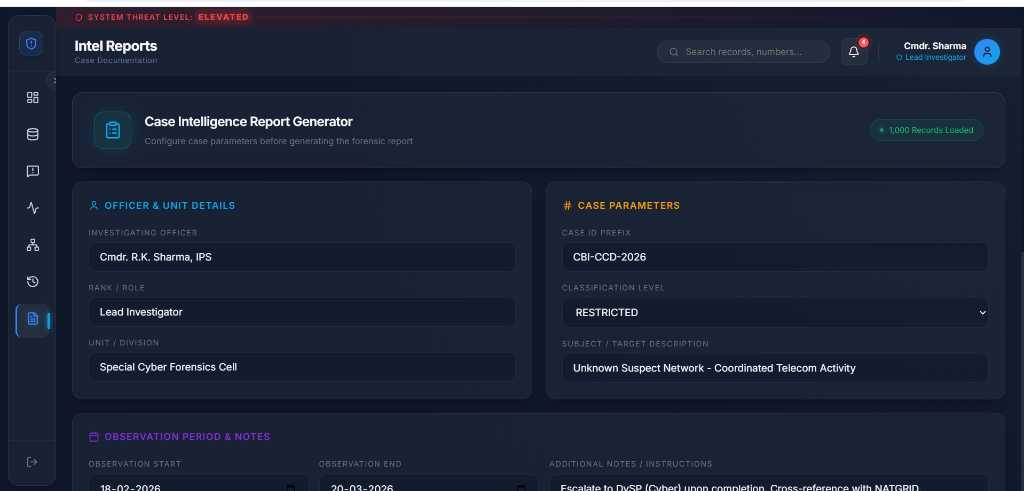 SYSTEM THREAT LEVEL: ELEVATED
Intel Reports
Case Documentation
Search records, numbers...
4
Cmdr. Sharma
Lead Investigator
Case Intelligence Report Generator
Configure case parameters before generating the forensic report
1,000 Records Loaded
OFFICER & UNIT DETAILS
INVESTIGATING OFFICER
Cmdr. R.K. Sharma, IPS
RANK / ROLE
Lead Investigator
UNIT / DIVISION
Special Cyber Forensics Cell
# CASE PARAMETERS
CASE ID PREFIX
CBI-CCD-2026
CLASSIFICATION LEVEL
RESTRICTED
SUBJECT / TARGET DESCRIPTION
Unknown Suspect Network - Coordinated Telecom Activity
OBSERVATION PERIOD & NOTES
OBSERVATION START
18-02-2026
OBSERVATION END
20-03-2026
ADDITIONAL NOTES / INSTRUCTIONS
Escalate to DySP (Cyber) upon completion. Cross-reference with NATGRID